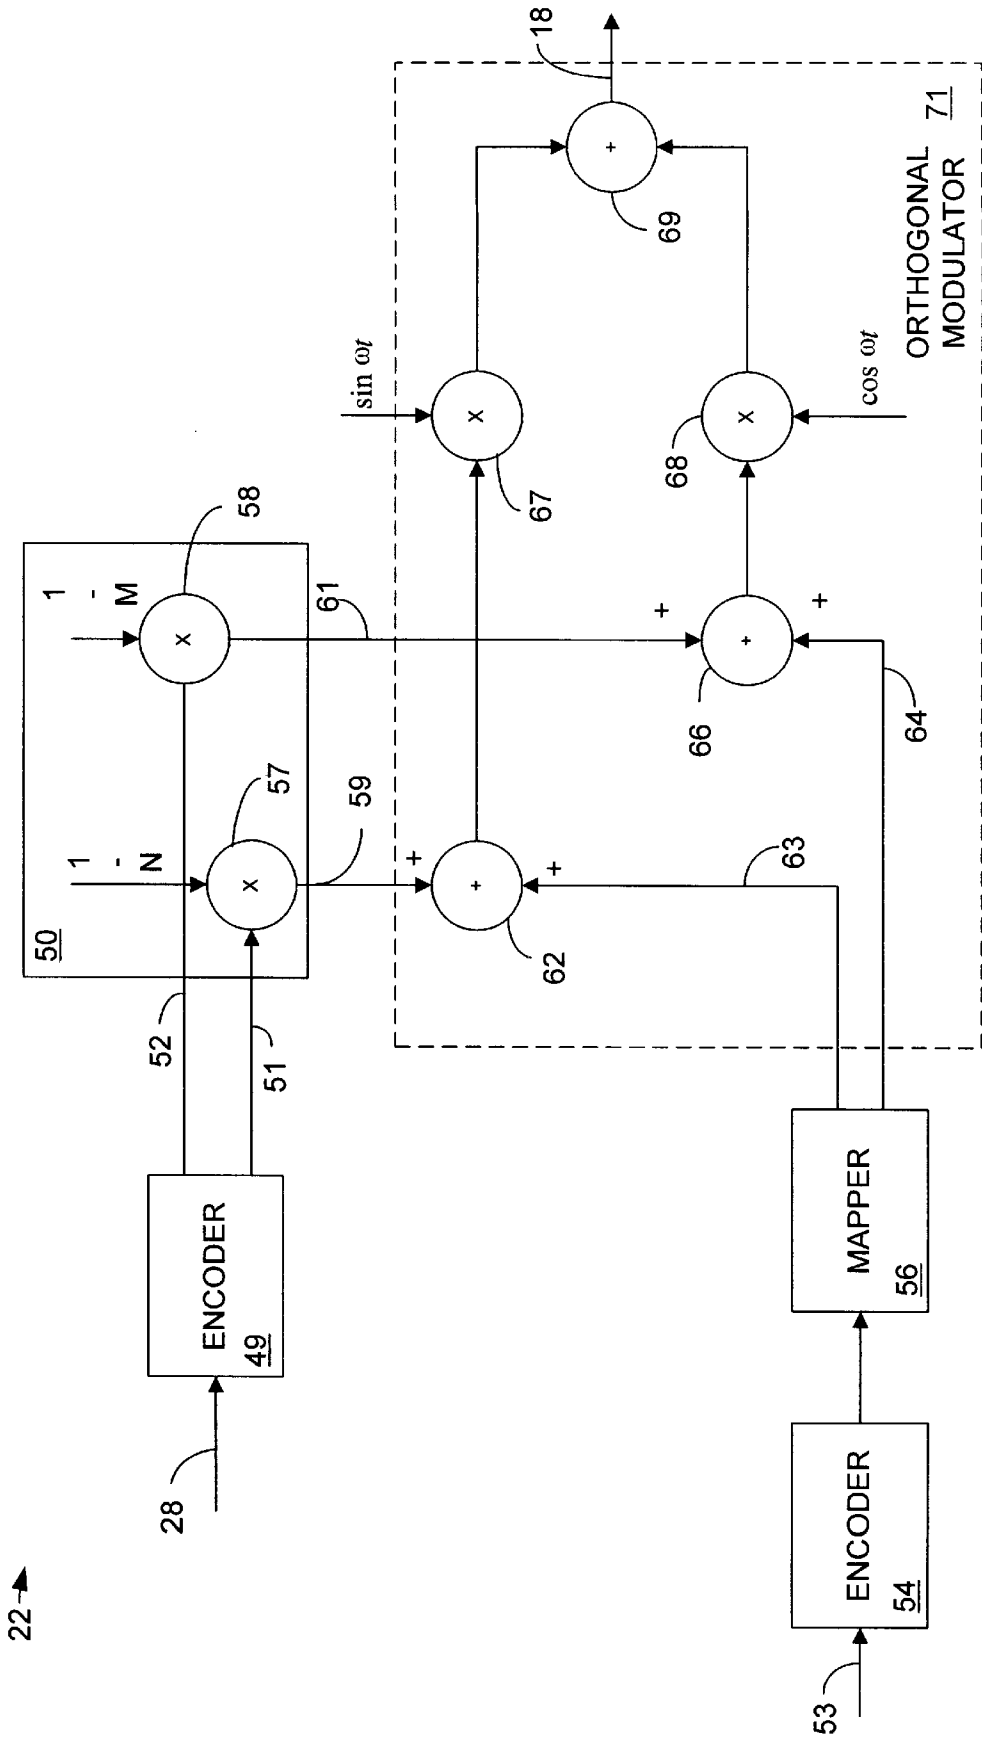 22
28
ENCODER
49
52
51
50
1
-
N
57
59
1
-
M
58
61
53
ENCODER
54
MAPPER
56
63
64
+
+
+
62
+
+
+
66
sin ωt
x
67
x
68
cos ωt
x
x
+
69
18
ORTHOGONAL
MODULATOR
71